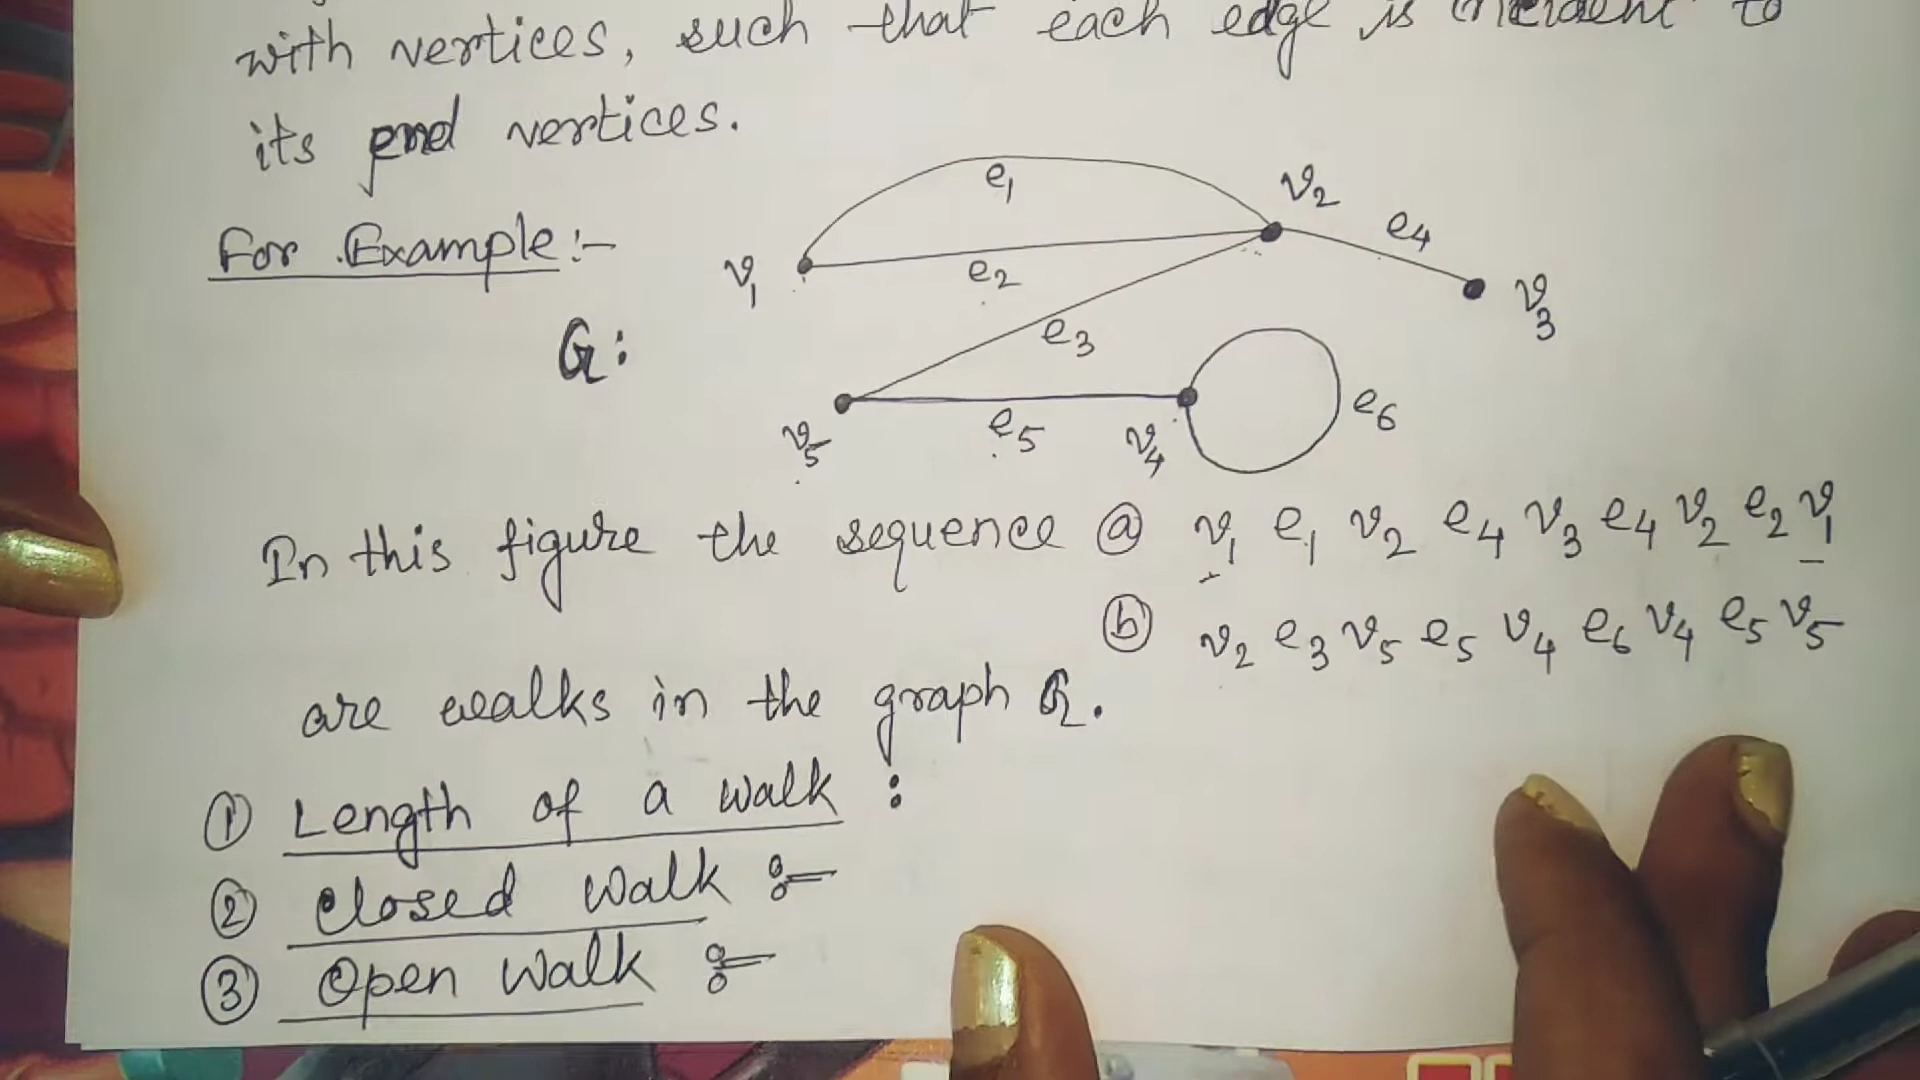 with vertices, such that each edge is incident to
its end vertices.
For Example:-
G:
e1
v2
e4
v1
e2
v3
e3
e6
v5
e5
v4
In this figure the sequence (a) v1 e1 v2 e4 v3 e4 v2 e2 v1
(b) v2 e3 v5 e5 v4 e6 v4 e5 v5
are walks in the graph G.
(1) Length of a walk :
(2) Closed Walk :-
(3) Open Walk :-